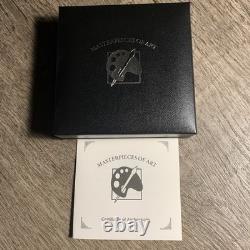 MASTERPIECES OF ART
MASTERPIECES OF ART
Certificate of Authenticity